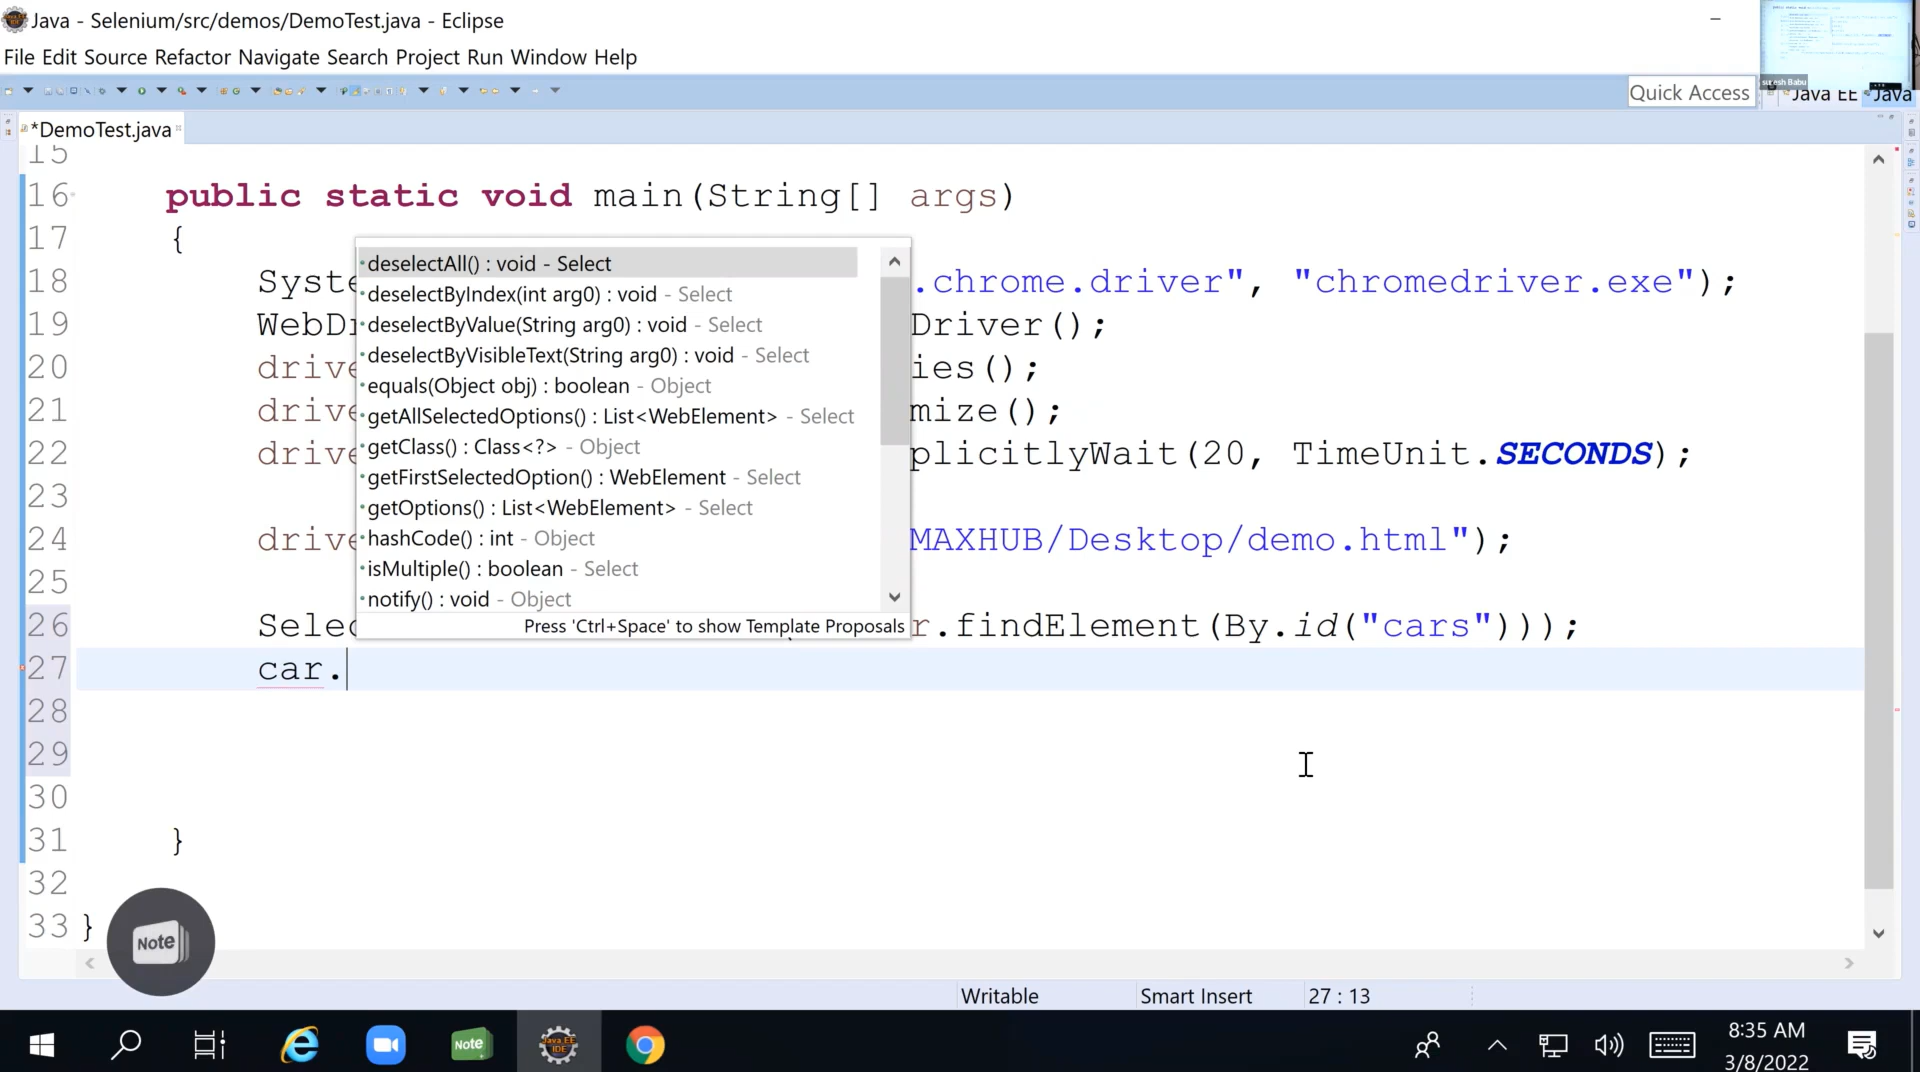 Java - Selenium/src/demos/DemoTest.java - Eclipse
File Edit Source Refactor Navigate Search Project Run Window Help
suresh Babu
Quick Access
Java EE
Java
*DemoTest.java
15
16 public static void main(String[] args)
17 {
18 Syste .chrome.driver", "chromedriver.exe");
19 WebDr Driver();
20 drive ies();
21 drive mize();
22 drive plicitlyWait(20, TimeUnit.SECONDS);
23
24 drive MAXHUB/Desktop/demo.html");
25
26 Selec r.findElement(By.id("cars")));
27 car.
28
29
30
31 }
32
33 }
deselectAll() : void - Select
deselectByIndex(int arg0) : void - Select
deselectByValue(String arg0) : void - Select
deselectByVisibleText(String arg0) : void - Select
equals(Object obj) : boolean - Object
getAllSelectedOptions() : List<WebElement> - Select
getClass() : Class<?> - Object
getFirstSelectedOption() : WebElement - Select
getOptions() : List<WebElement> - Select
hashCode() : int - Object
isMultiple() : boolean - Select
notify() : void - Object
Press 'Ctrl+Space' to show Template Proposals
Note
Writable
Smart Insert
27 : 13
Note
Java EE
IDE
8:35 AM
3/8/2022